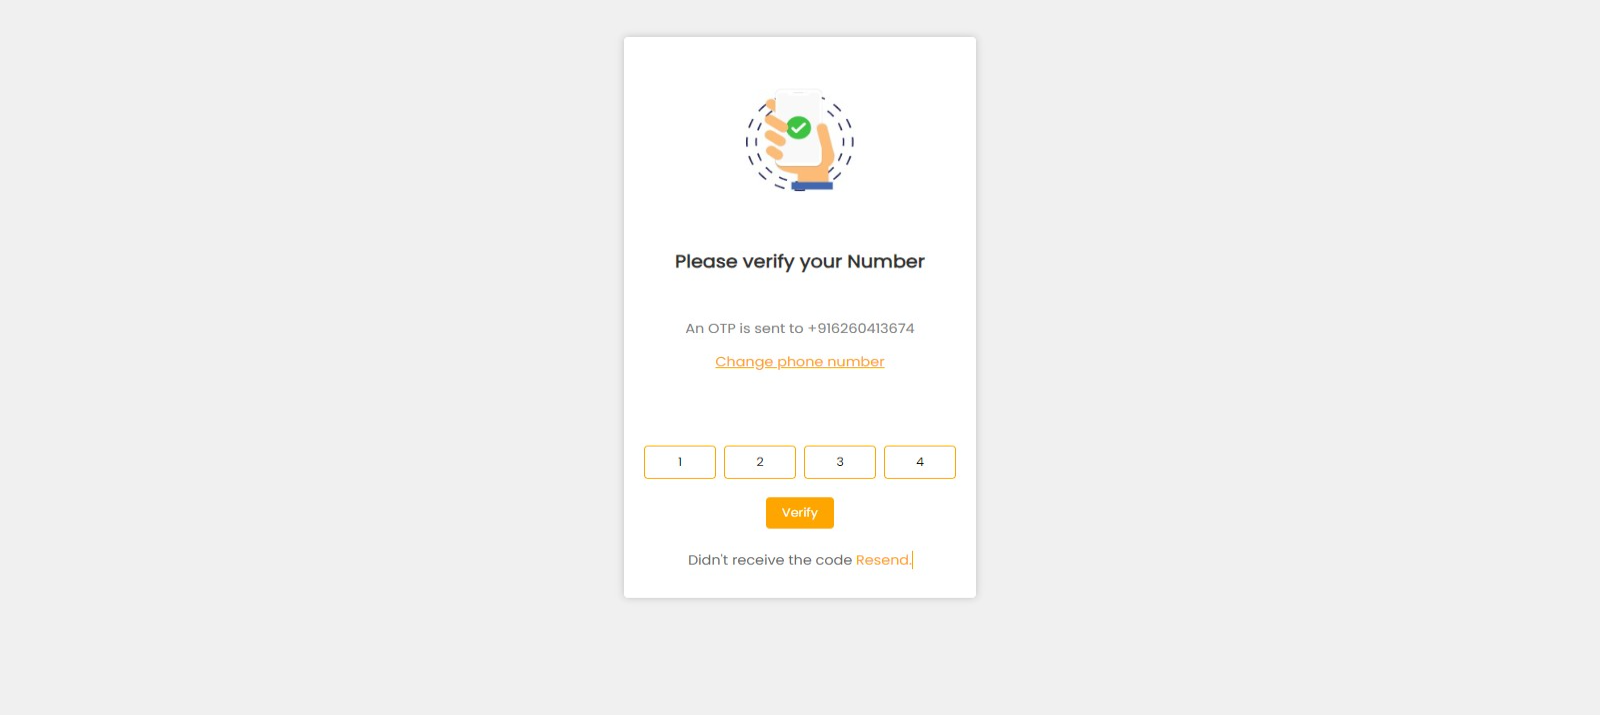 Please verify your Number
An OTP is sent to +916260413674
Change phone number
1 2 3 4
Verify
Didn't receive the code Resend.